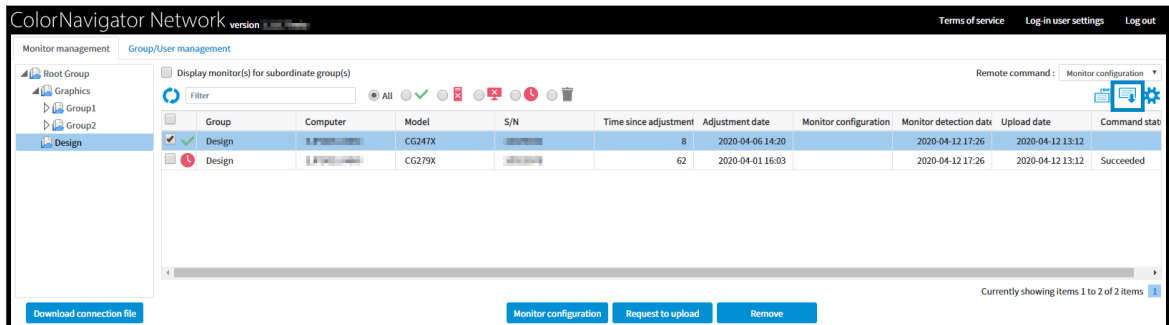 ColorNavigator Network version
Terms of service Log-in user settings Log out
Monitor management Group/User management
Root Group
Graphics
Group1
Group2
Design
Display monitor(s) for subordinate group(s)
Remote command : Monitor configuration
Filter
All
Group Computer Model S/N Time since adjustment Adjustment date Monitor configuration Monitor detection date Upload date Command stat
Design CG247X 8 2020-04-06 14:20 2020-04-12 17:26 2020-04-12 13:12
Design CG279X 62 2020-04-01 16:03 2020-04-12 17:26 2020-04-12 13:12 Succeeded
Currently showing items 1 to 2 of 2 items 1
Download connection file Monitor configuration Request to upload Remove